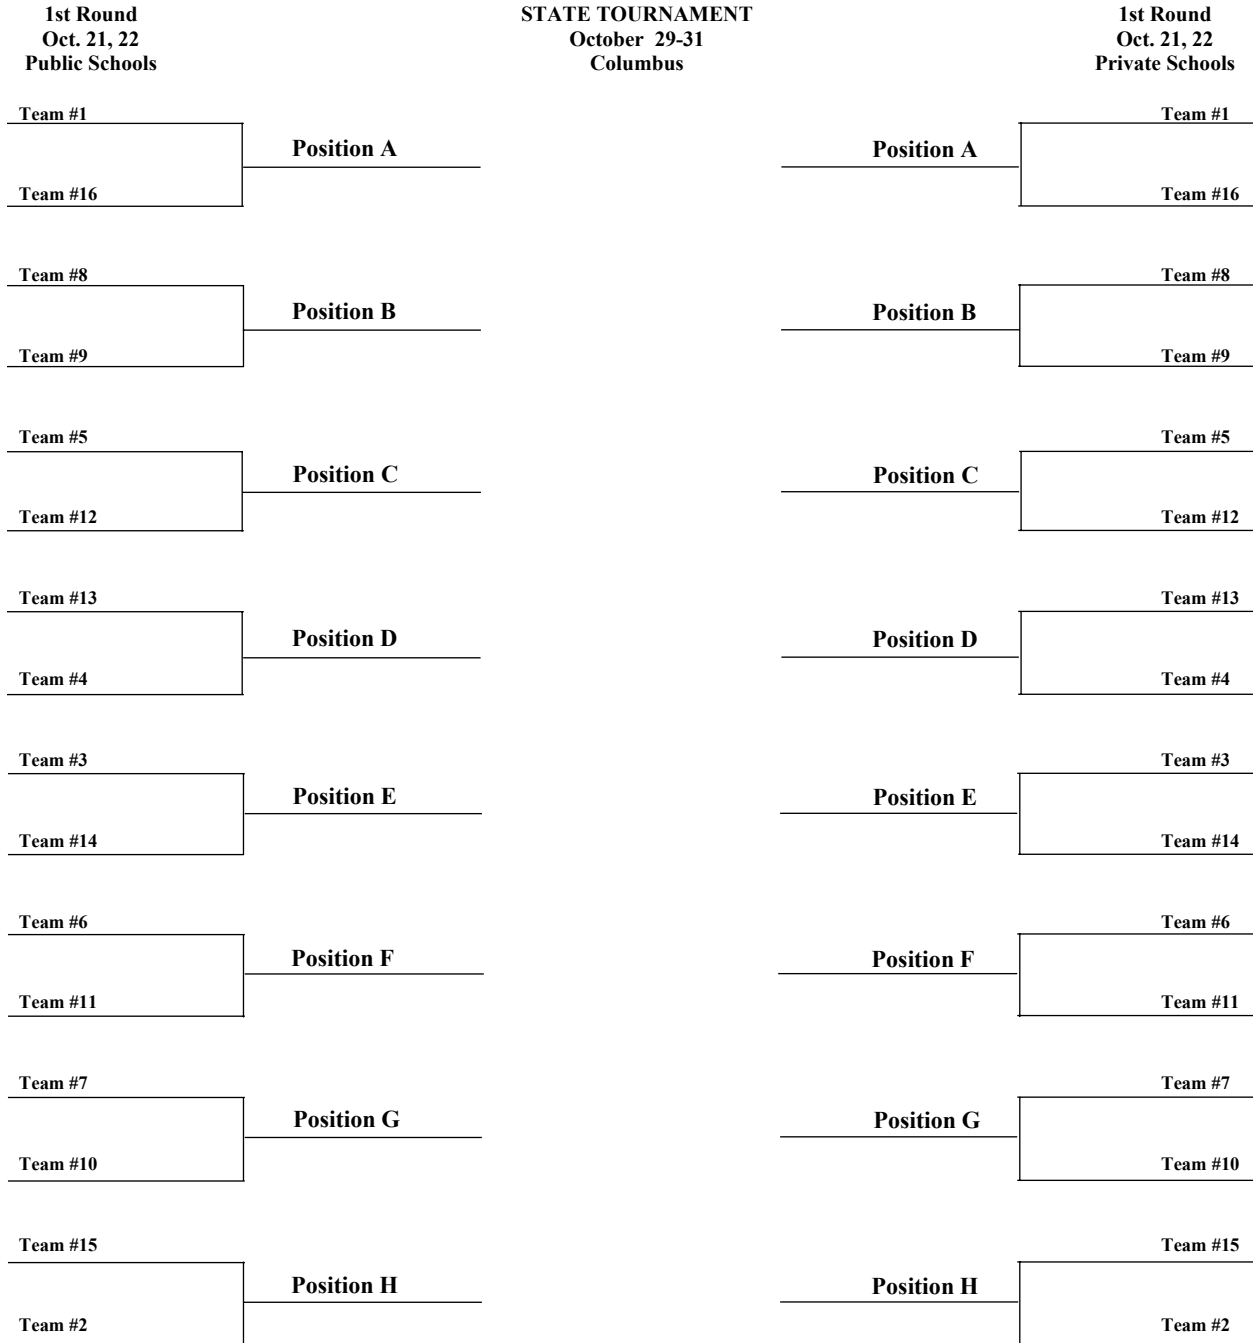 1st Round
Oct. 21, 22
Public Schools
STATE TOURNAMENT
October 29-31
Columbus
1st Round
Oct. 21, 22
Private Schools
Team #1
Position A
Team #16
Team #8
Position B
Team #9
Team #5
Position C
Team #12
Team #13
Position D
Team #4
Team #3
Position E
Team #14
Team #6
Position F
Team #11
Team #7
Position G
Team #10
Team #15
Position H
Team #2
Team #1
Position A
Team #16
Team #8
Position B
Team #9
Team #5
Position C
Team #12
Team #13
Position D
Team #4
Team #3
Position E
Team #14
Team #6
Position F
Team #11
Team #7
Position G
Team #10
Team #15
Position H
Team #2